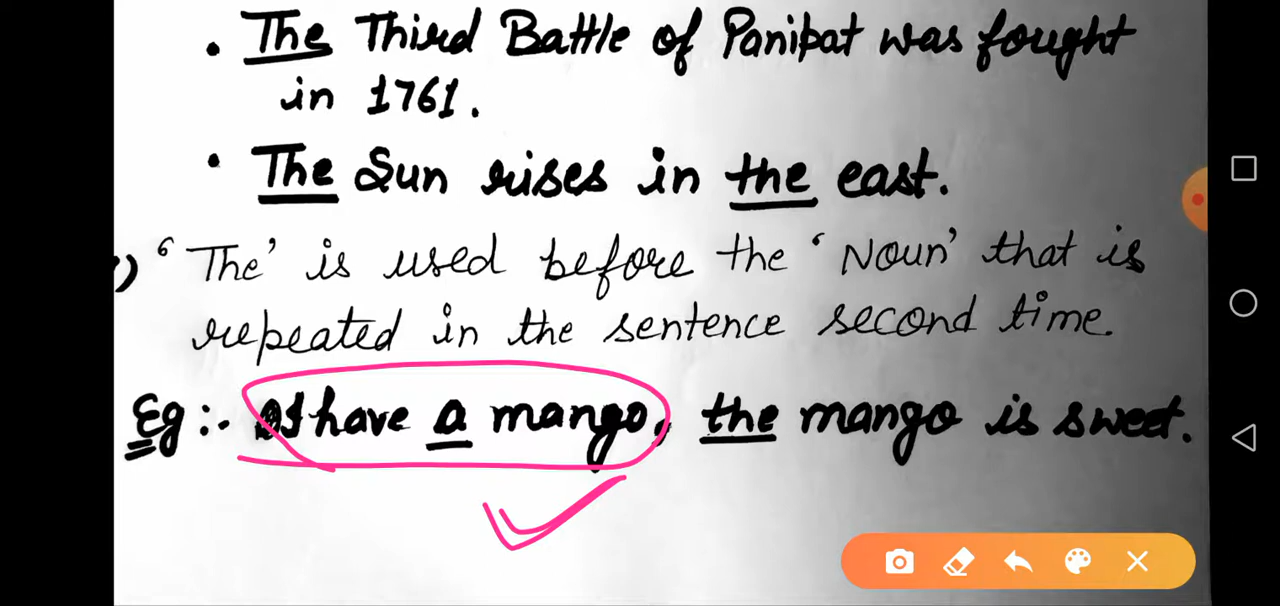 • The Third Battle of Panipat was fought
in 1761.
• The Sun rises in the east.
) 'The' is used before the 'Noun' that is
repeated in the sentence second time.
Eg:- I have a mango, the mango is sweet.